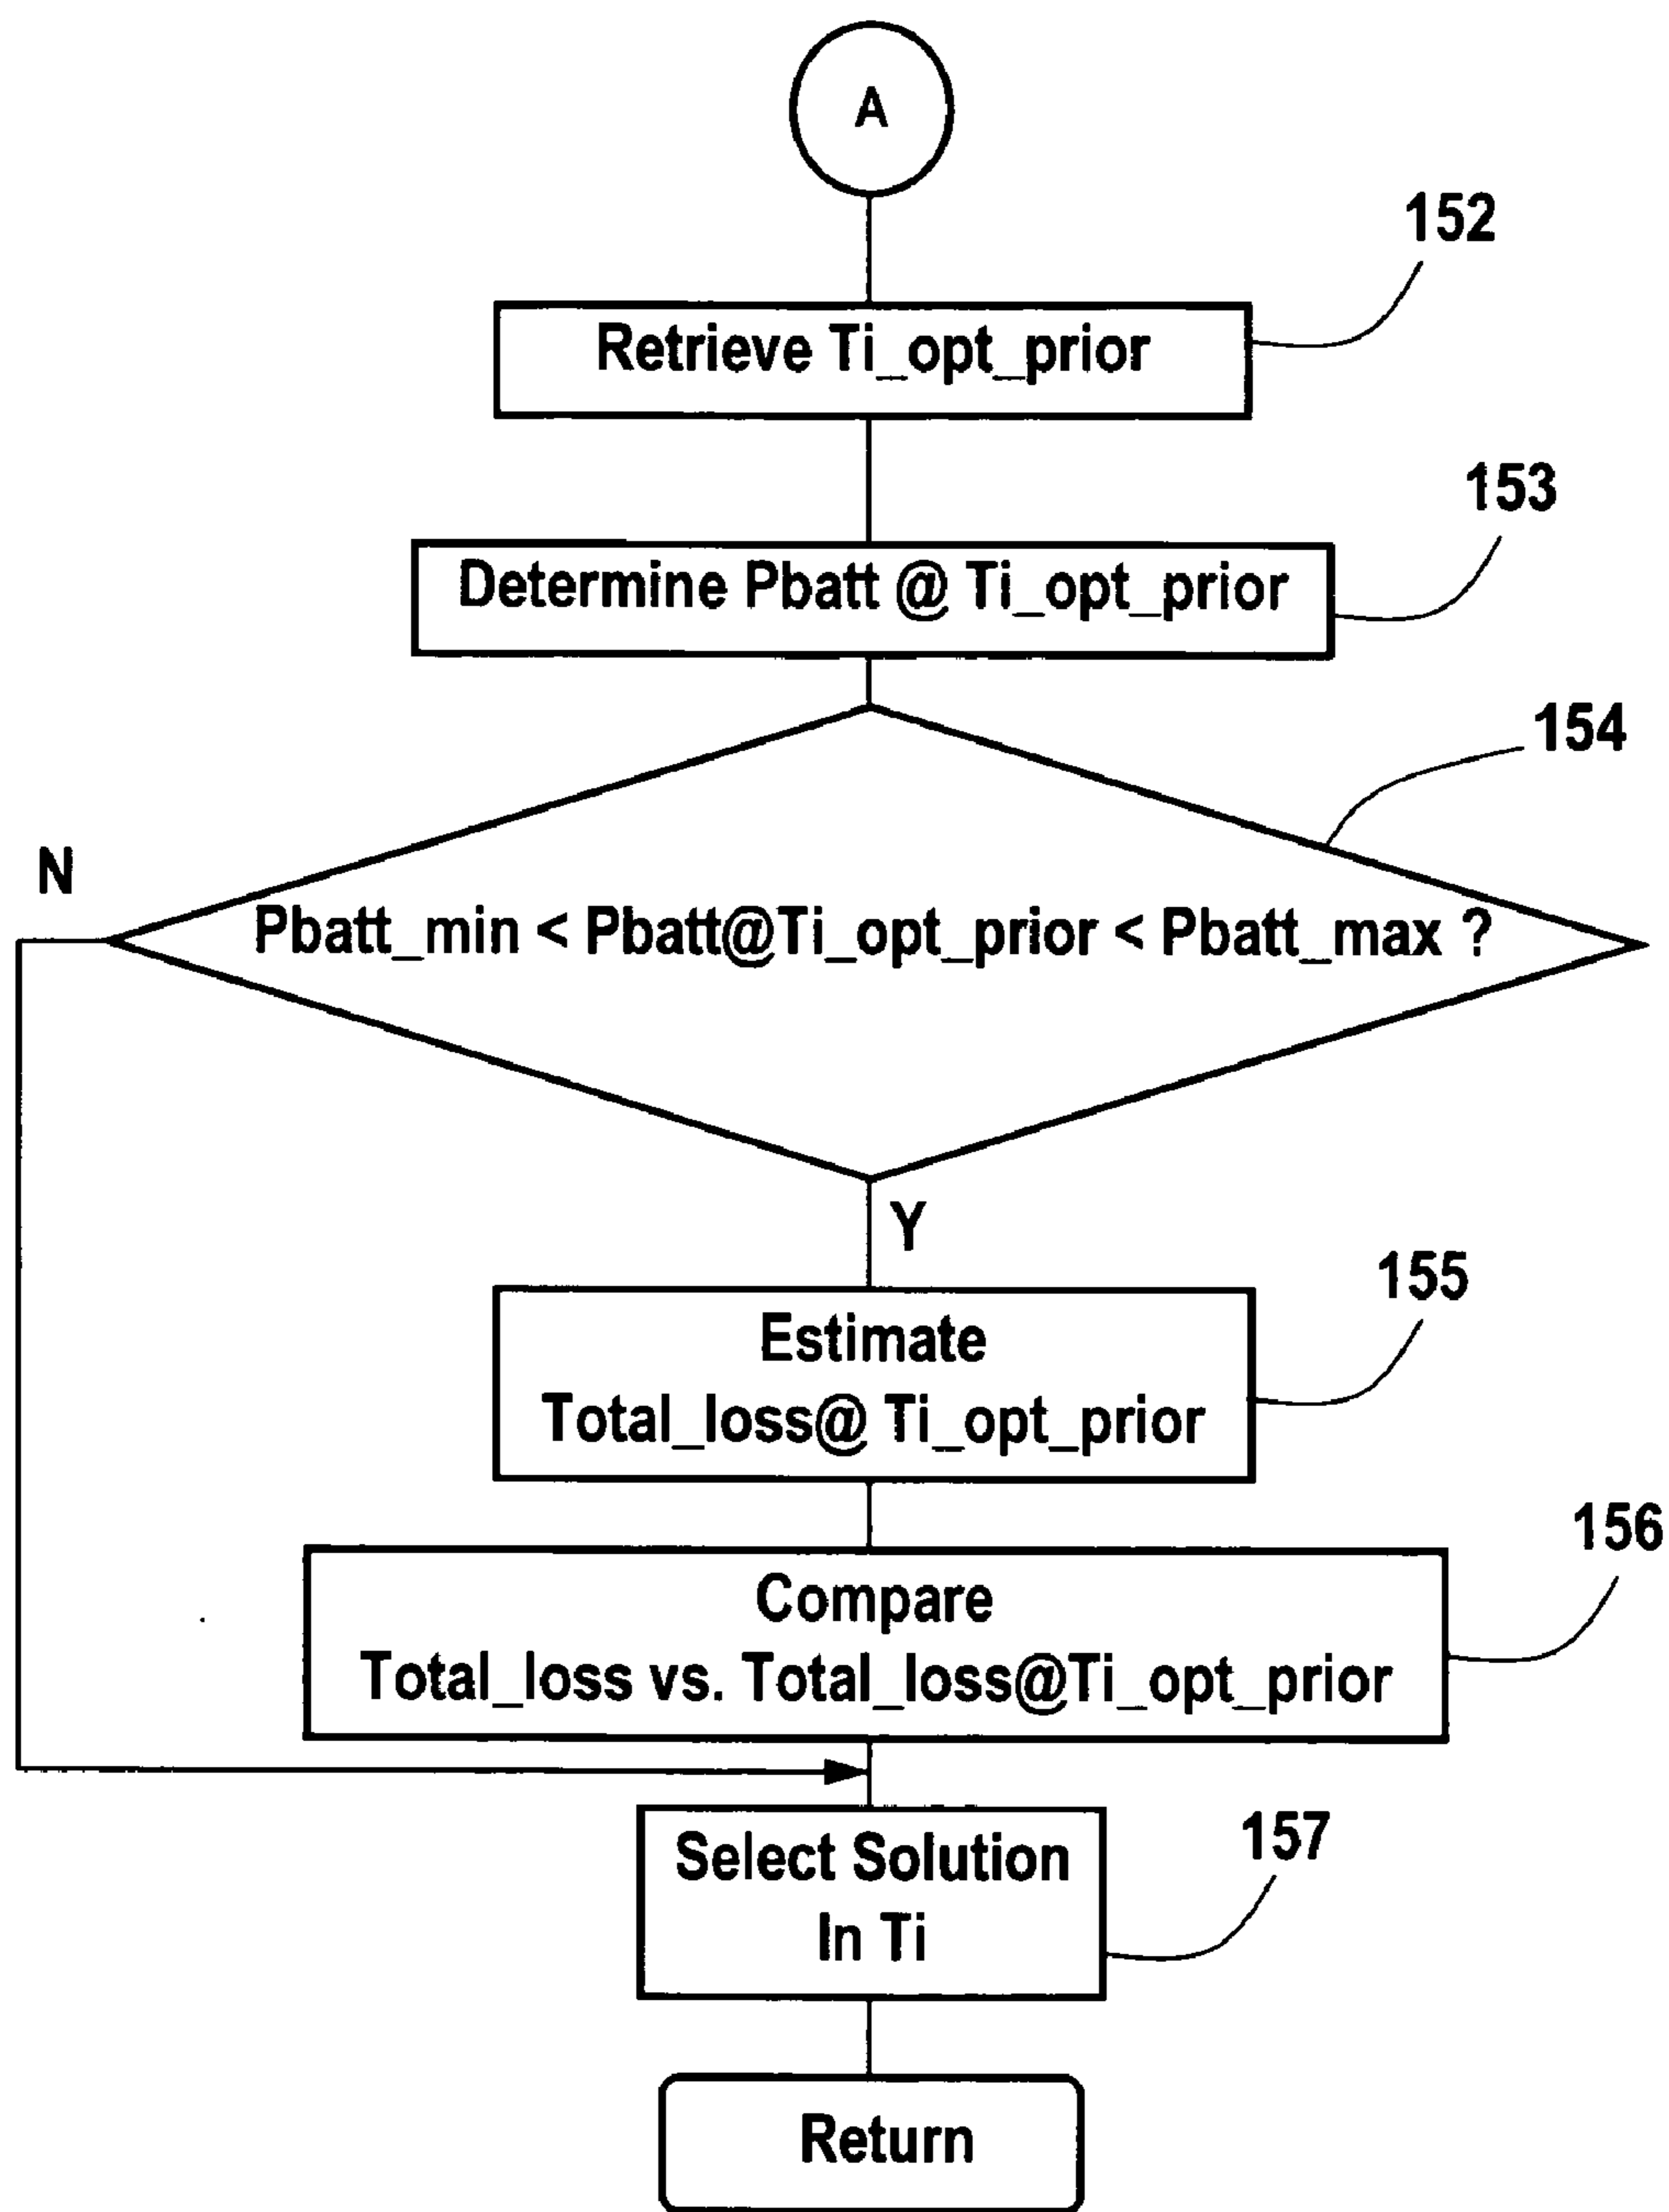 A
152
Retrieve Ti_opt_prior
153
Determine Pbatt @ Ti_opt_prior
154
N
Pbatt_min < Pbatt@Ti_opt_prior < Pbatt_max ?
Y
155
Estimate
Total_loss@ Ti_opt_prior
156
Compare
Total_loss vs. Total_loss@Ti_opt_prior
157
Select Solution
In Ti
Return